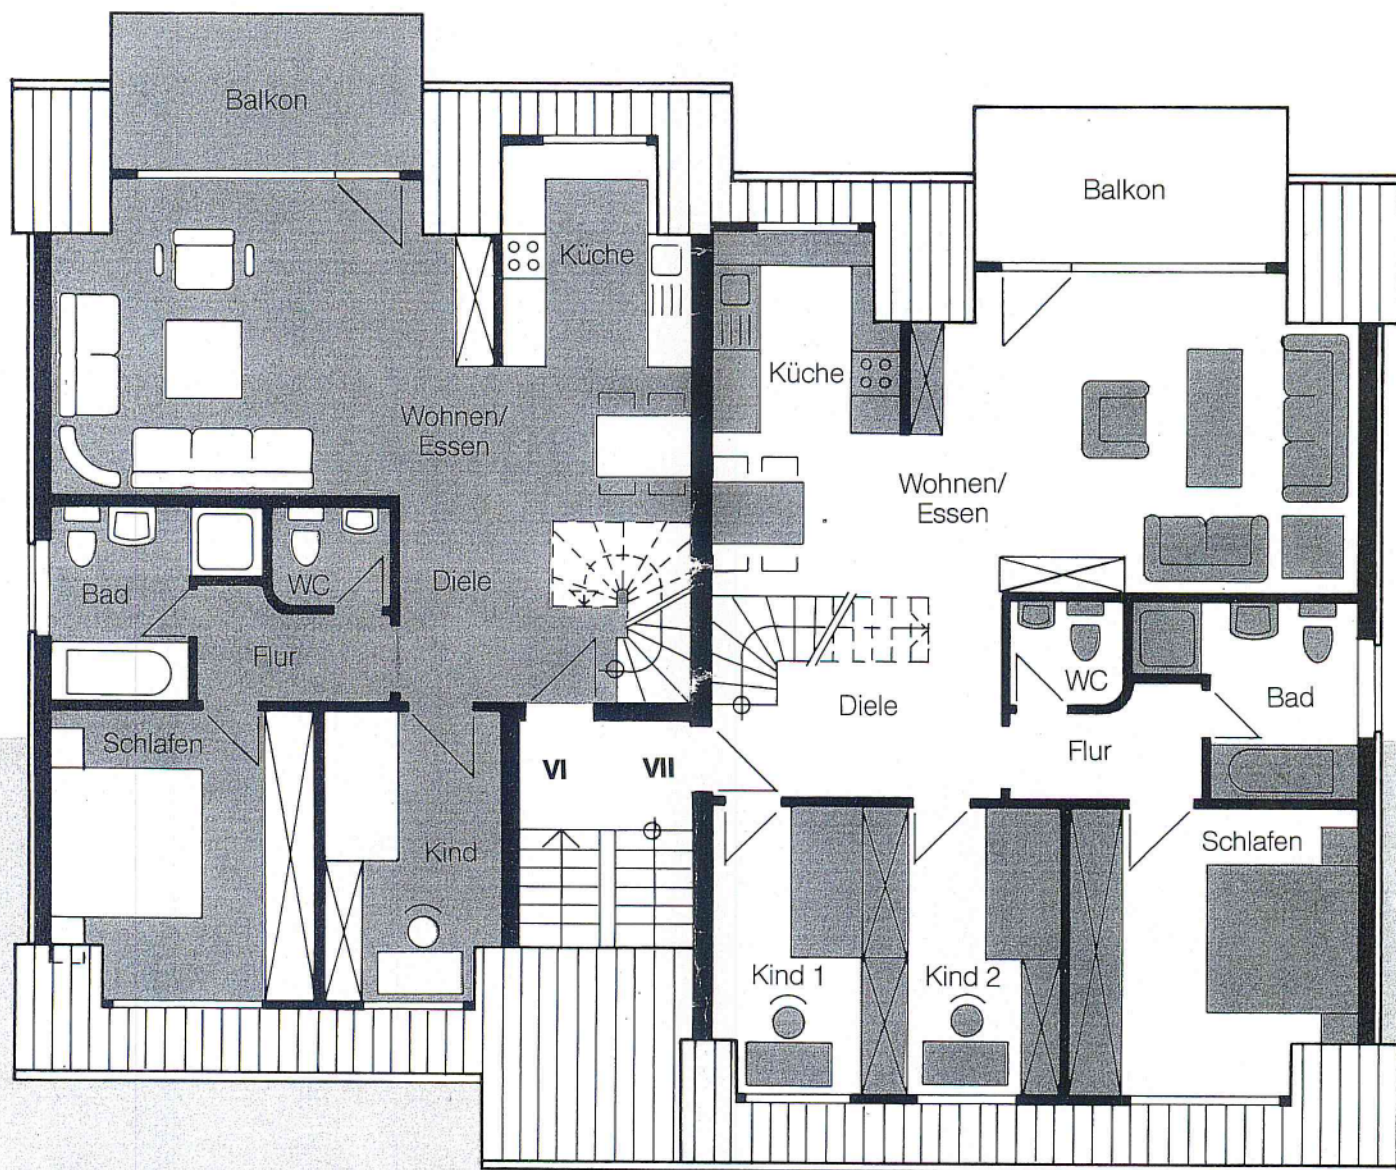 Balkon
Küche
Wohnen/
Essen
Bad
WC
Diele
Flur
Schlafen
Kind
VI
VII
Balkon
Küche
Wohnen/
Essen
Diele
WC
Bad
Flur
Schlafen
Kind 1
Kind 2